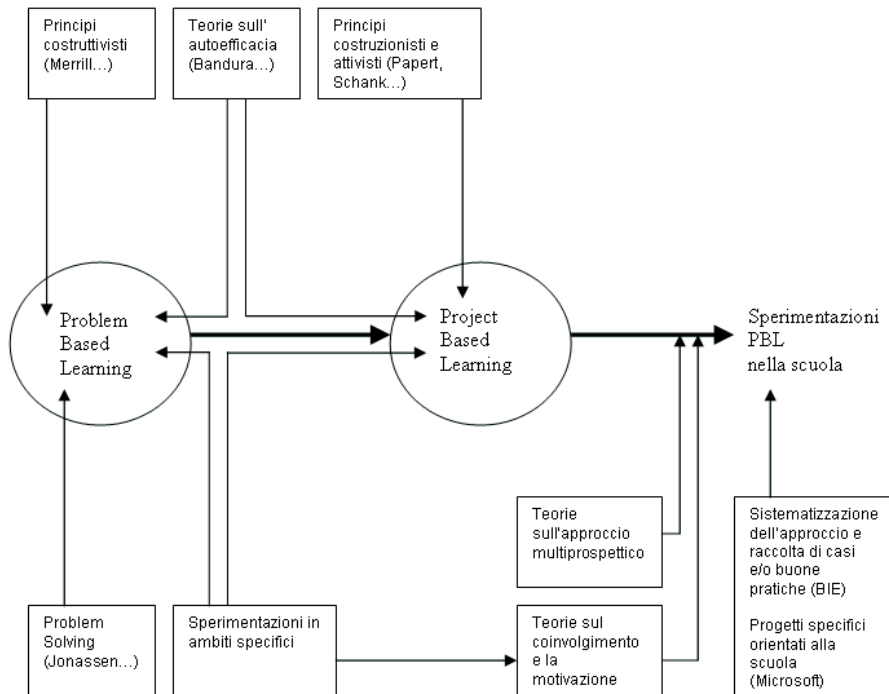 Principi
costruttivisti
(Merrill...)
Teorie sull'
autoefficacia
(Bandura...)
Principi
costruzionisti e
attivisti (Papert,
Schank...)
Problem
Based
Learning
Project
Based
Learning
Sperimentazioni
PBL
nella scuola
Teorie
sull'approccio
multiprospettico
Sistematizzazione
dell'approccio e
raccolta di casi
e/o buone
pratiche (BIE)
Progetti specifici
orientati alla
scuola
(Microsoft)
Problem
Solving
(Jonassen...)
Sperimentazioni in
ambiti specifici
Teorie sul
coinvolgimento
e la
motivazione